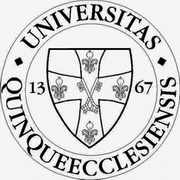 • UNIVERSITAS •
QUINQUEECCLESIENSIS
13 67